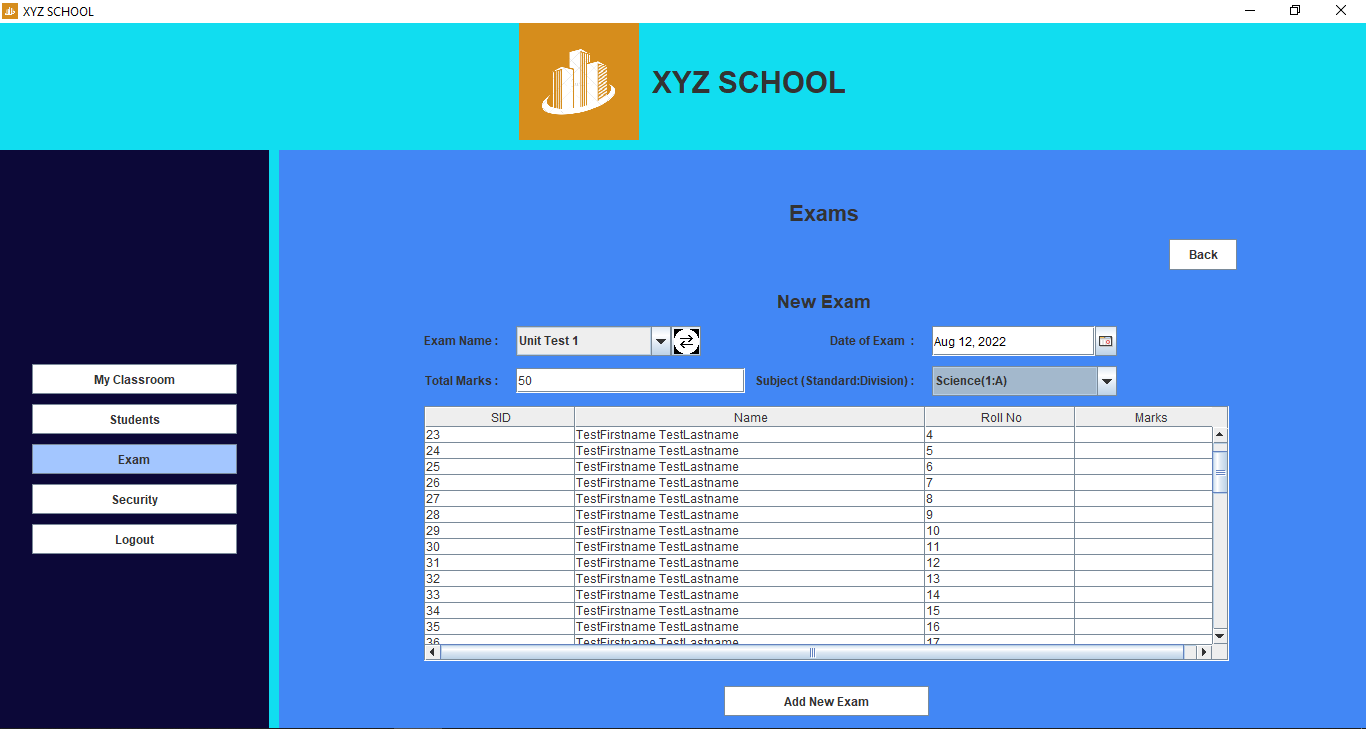 XYZ SCHOOL
XYZ SCHOOL
Exams
Back
New Exam
Exam Name : Unit Test 1 Date of Exam : Aug 12, 2022
Total Marks : 50 Subject (Standard:Division) : Science(1:A)
My Classroom
Students
Exam
Security
Logout
SID Name Roll No Marks
23 TestFirstname TestLastname 4
24 TestFirstname TestLastname 5
25 TestFirstname TestLastname 6
26 TestFirstname TestLastname 7
27 TestFirstname TestLastname 8
28 TestFirstname TestLastname 9
29 TestFirstname TestLastname 10
30 TestFirstname TestLastname 11
31 TestFirstname TestLastname 12
32 TestFirstname TestLastname 13
33 TestFirstname TestLastname 14
34 TestFirstname TestLastname 15
35 TestFirstname TestLastname 16
36 TestFirstname TestLastname 17
Add New Exam